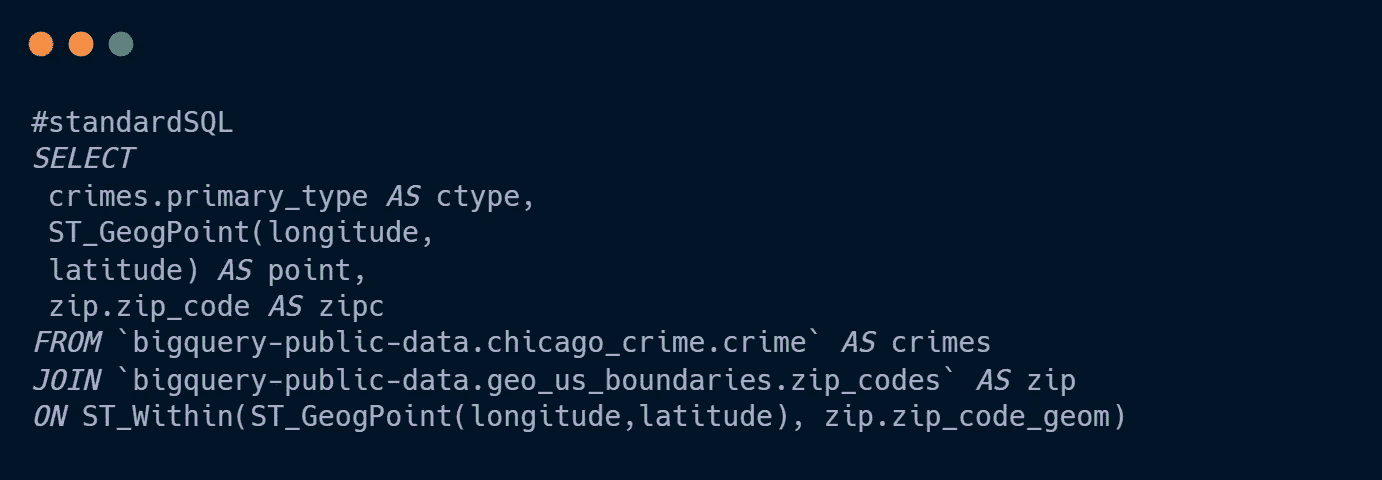 #standardSQL
SELECT
crimes.primary_type AS ctype,
ST_GeogPoint(longitude,
latitude) AS point,
zip.zip_code AS zipc
FROM `bigquery-public-data.chicago_crime.crime` AS crimes
JOIN `bigquery-public-data.geo_us_boundaries.zip_codes` AS zip
ON ST_Within(ST_GeogPoint(longitude,latitude), zip.zip_code_geom)